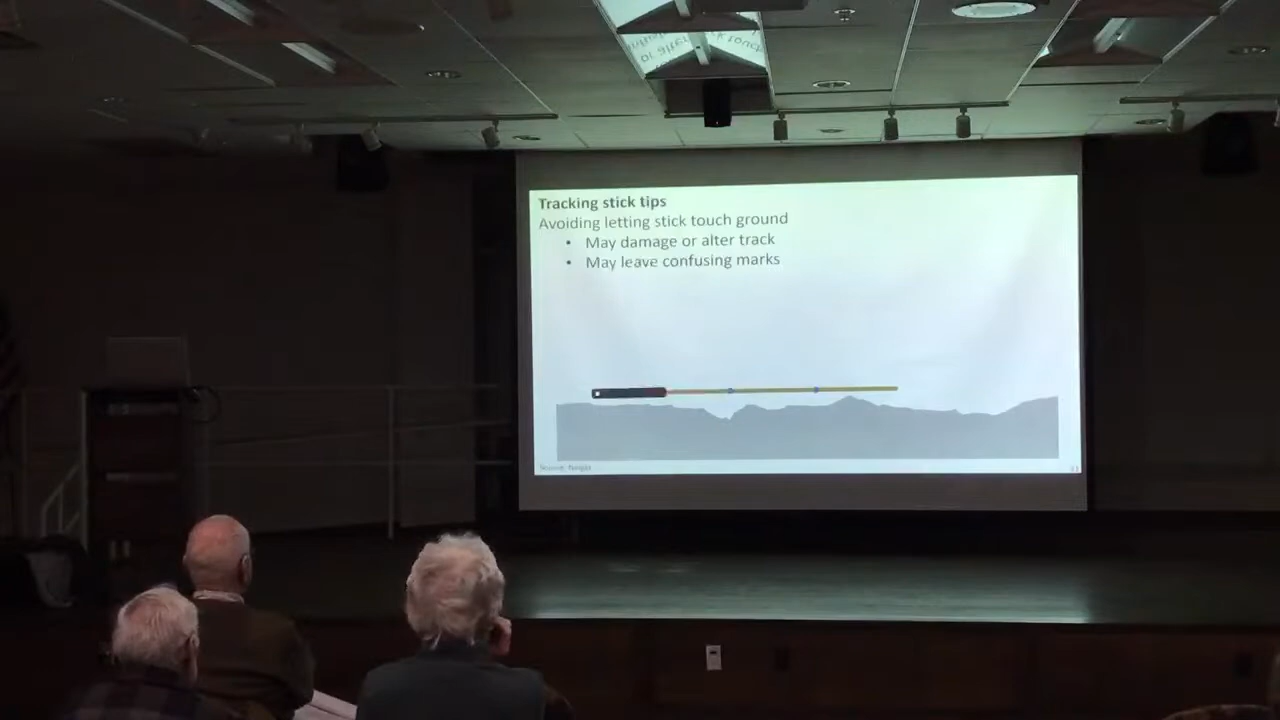 Tracking stick tips
Avoiding letting stick touch ground
• May damage or alter track
• May leave confusing marks